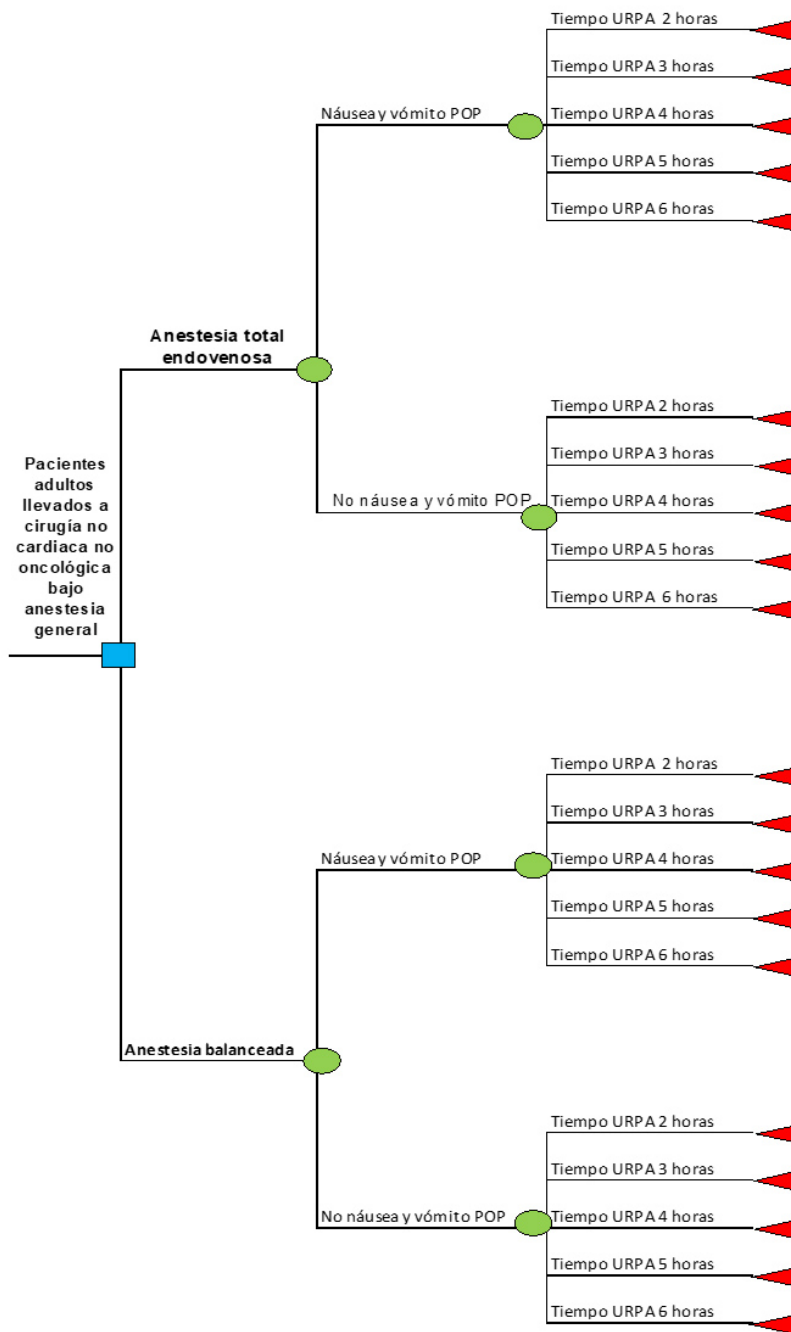 Tiempo URPA 2 horas
Tiempo URPA 3 horas
Náusea y vómito POP
Tiempo URPA 4 horas
Tiempo URPA 5 horas
Tiempo URPA 6 horas
Anestesia total
endovenosa
Tiempo URPA 2 horas
Tiempo URPA 3 horas
No náusea y vómito POP
Tiempo URPA 4 horas
Tiempo URPA 5 horas
Tiempo URPA 6 horas
Pacientes
adultos
llevados a
cirugía no
cardiaca no
oncológica
bajo
anestesia
general
Tiempo URPA 2 horas
Tiempo URPA 3 horas
Náusea y vómito POP
Tiempo URPA 4 horas
Tiempo URPA 5 horas
Tiempo URPA 6 horas
Anestesia balanceada
Tiempo URPA 2 horas
Tiempo URPA 3 horas
No náusea y vómito POP
Tiempo URPA 4 horas
Tiempo URPA 5 horas
Tiempo URPA 6 horas